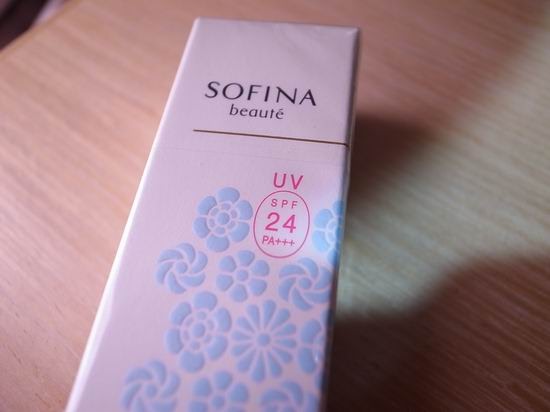 SOFINA
beauté
UV
SPF
24
PA+++